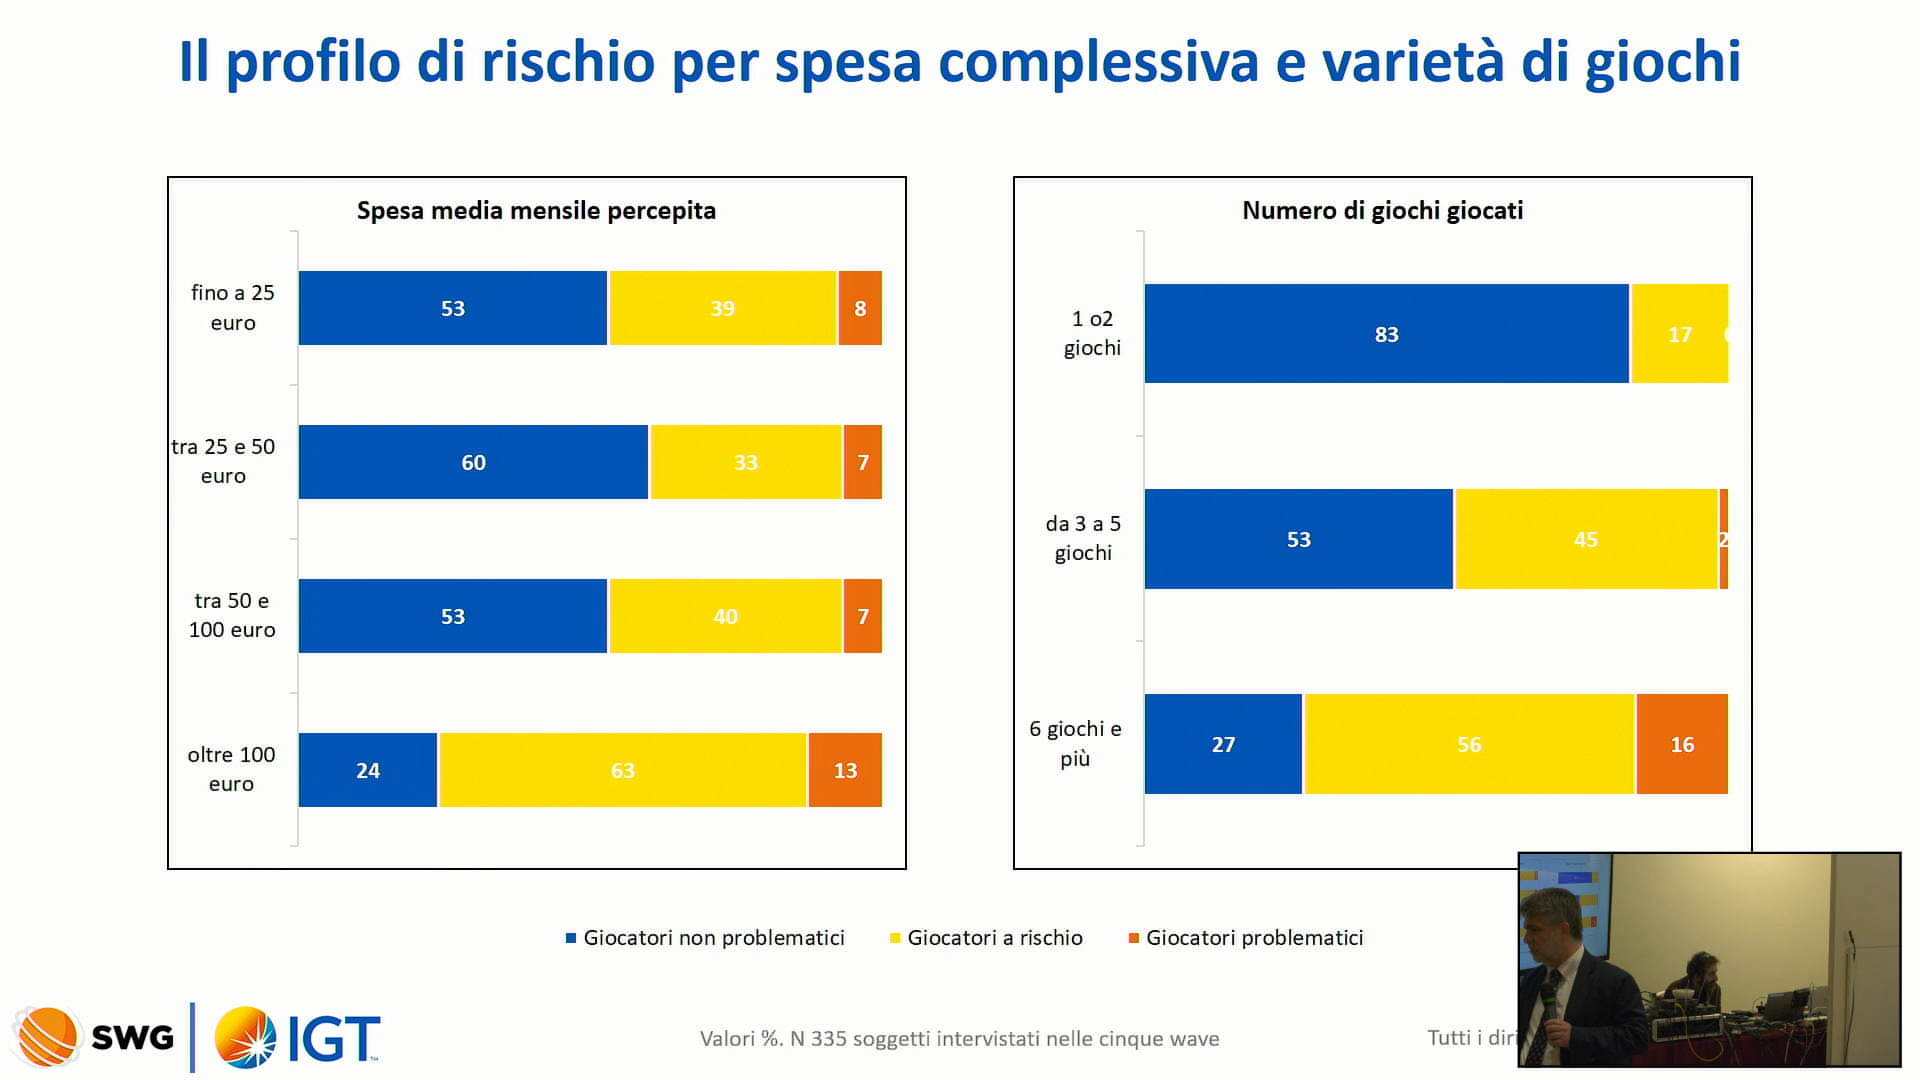 Il profilo di rischio per spesa complessiva e varietà di giochi
Spesa media mensile percepita
fino a 25
euro
53
39
8
tra 25 e 50
euro
60
33
7
tra 50 e
100 euro
53
40
7
oltre 100
euro
24
63
13
Numero di giochi giocati
1 o2
giochi
83
17
da 3 a 5
giochi
53
45
2
6 giochi e
più
27
56
16
Giocatori non problematici
Giocatori a rischio
Giocatori problematici
SWG
IGT
Valori %. N 335 soggetti intervistati nelle cinque wave
Tutti i